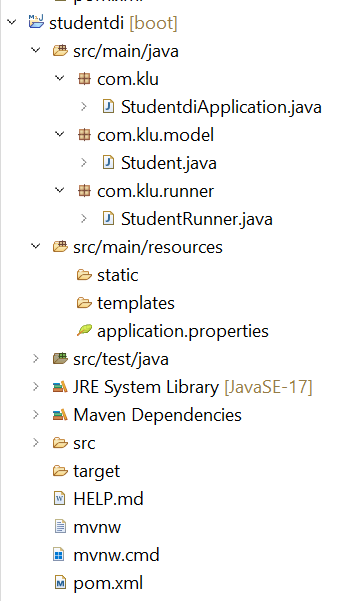 studentdi [boot]
src/main/java
com.klu
StudentdiApplication.java
com.klu.model
Student.java
com.klu.runner
StudentRunner.java
src/main/resources
static
templates
application.properties
src/test/java
JRE System Library [JavaSE-17]
Maven Dependencies
src
target
HELP.md
mvnw
mvnw.cmd
pom.xml